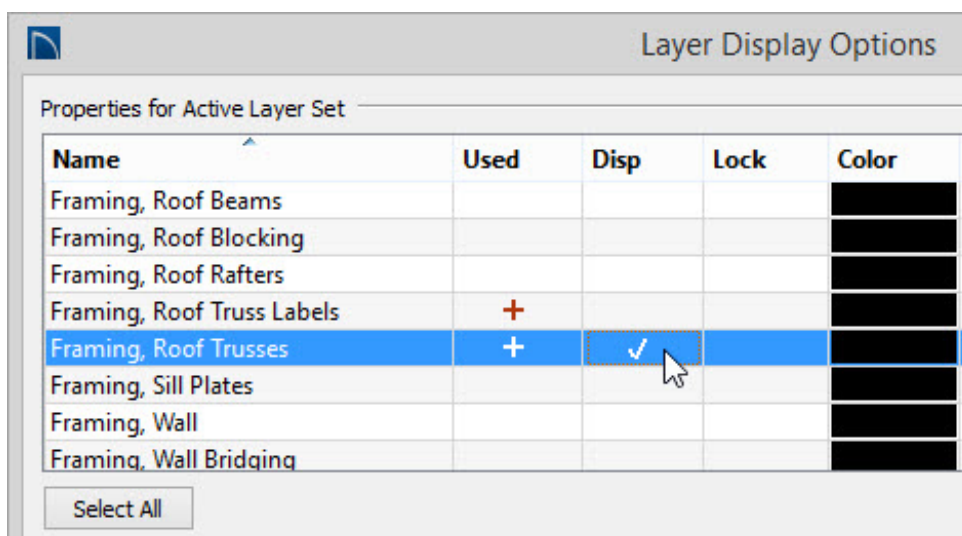 Layer Display Options
Properties for Active Layer Set
Name Used Disp Lock Color
Framing, Roof Beams
Framing, Roof Blocking
Framing, Roof Rafters
Framing, Roof Truss Labels
Framing, Roof Trusses
Framing, Sill Plates
Framing, Wall
Framing, Wall Bridging
Select All